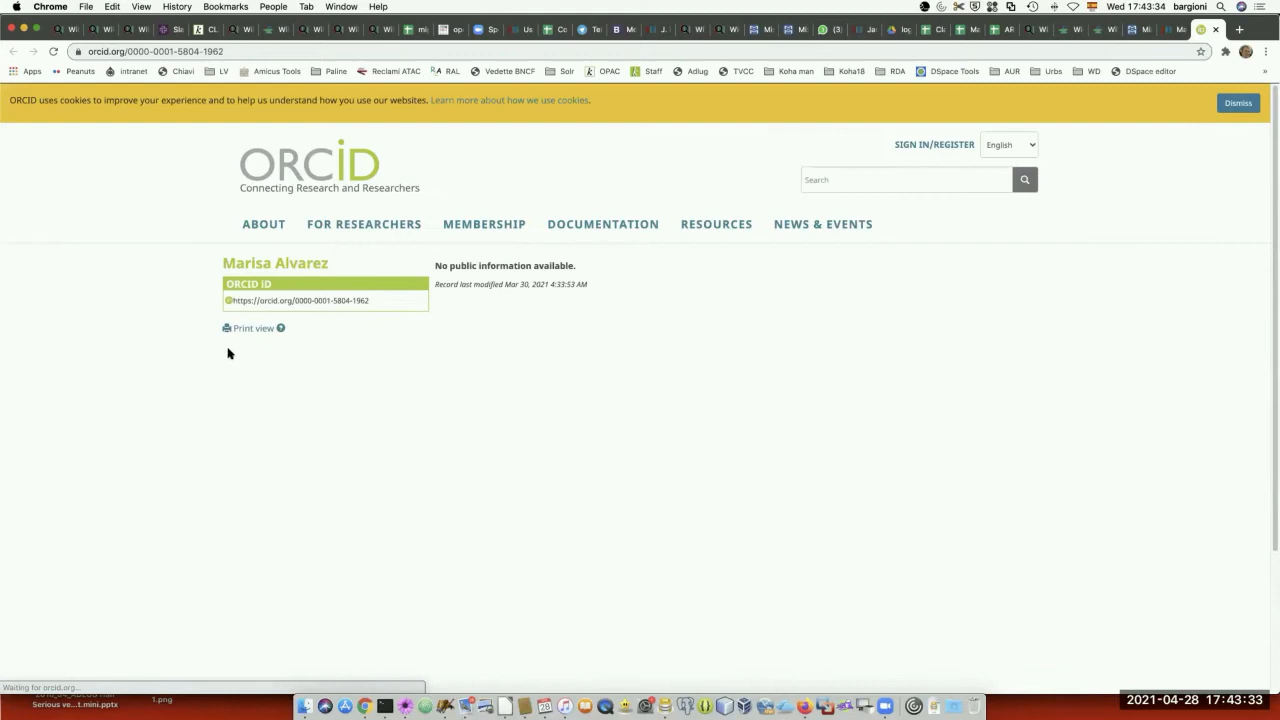 Chrome File Edit View History Bookmarks People Tab Window Help Wed 17:43:34 bargioni
orcid.org/0000-0001-5804-1962
Apps Peanuts intranet Chiavi LV Amicus Tools Paline Reclami ATAC RAL Vedette BNCF Solr OPAC Staff Adlug TVCC Koha man Koha18 RDA DSpace Tools AUR Urbs WD DSpace editor »
ORCID uses cookies to improve your experience and to help us understand how you use our websites. Learn more about how we use cookies.
Dismiss
SIGN IN/REGISTER English
ORCiD
Connecting Research and Researchers
Search
ABOUT FOR RESEARCHERS MEMBERSHIP DOCUMENTATION RESOURCES NEWS & EVENTS
Marisa Alvarez
ORCID iD
https://orcid.org/0000-0001-5804-1962
Print view
No public information available.
Record last modified Mar 30, 2021 4:33:53 AM
Waiting for orcid.org...
Serious ve...t.mini.pptx
1.png
2021-04-28 17:43:33